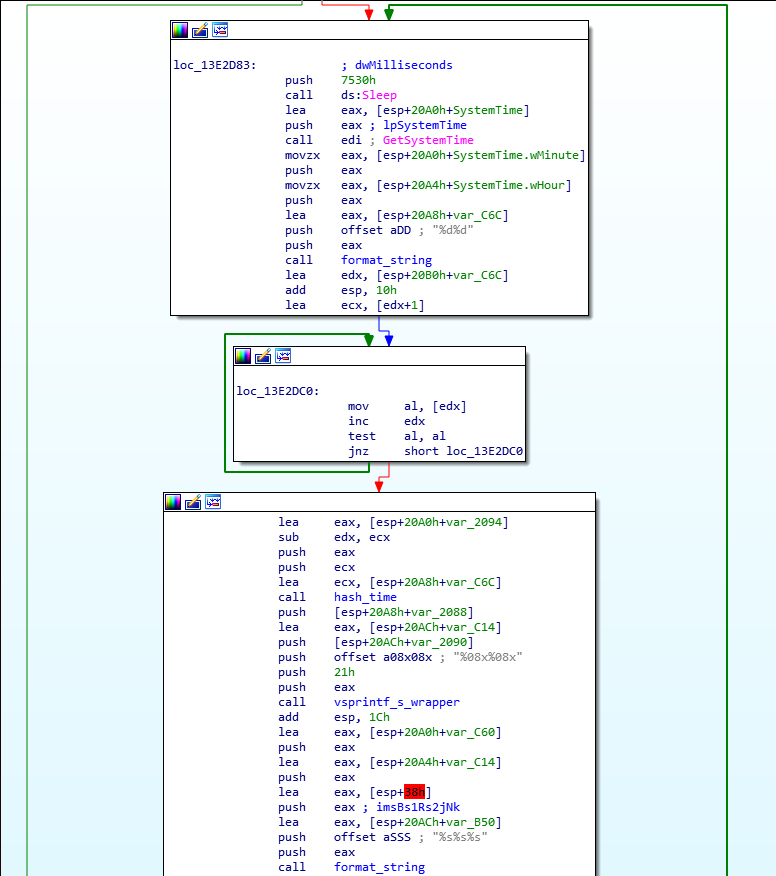 loc_13E2D83: ; dwMilliseconds
push 7530h
call ds:Sleep
lea eax, [esp+20A0h+SystemTime]
push eax ; lpSystemTime
call edi ; GetSystemTime
movzx eax, [esp+20A0h+SystemTime.wMinute]
push eax
movzx eax, [esp+20A4h+SystemTime.wHour]
push eax
lea eax, [esp+20A8h+var_C6C]
push offset aDD ; "%d%d"
push eax
call format_string
lea edx, [esp+20B0h+var_C6C]
add esp, 10h
lea ecx, [edx+1]
loc_13E2DC0:
mov al, [edx]
inc edx
test al, al
jnz short loc_13E2DC0
lea eax, [esp+20A0h+var_2094]
sub edx, ecx
push eax
push ecx
lea ecx, [esp+20A8h+var_C6C]
call hash_time
push [esp+20A8h+var_2088]
lea eax, [esp+20ACh+var_C14]
push [esp+20ACh+var_2090]
push offset a08x08x ; "%08x%08x"
push 21h
push eax
call vsprintf_s_wrapper
add esp, 1Ch
lea eax, [esp+20A0h+var_C60]
push eax
lea eax, [esp+20A4h+var_C14]
push eax
lea eax, [esp+38h]
push eax ; imsBs1Rs2jNk
lea eax, [esp+20ACh+var_B50]
push offset aSSS ; "%s%s%s"
push eax
call format_string